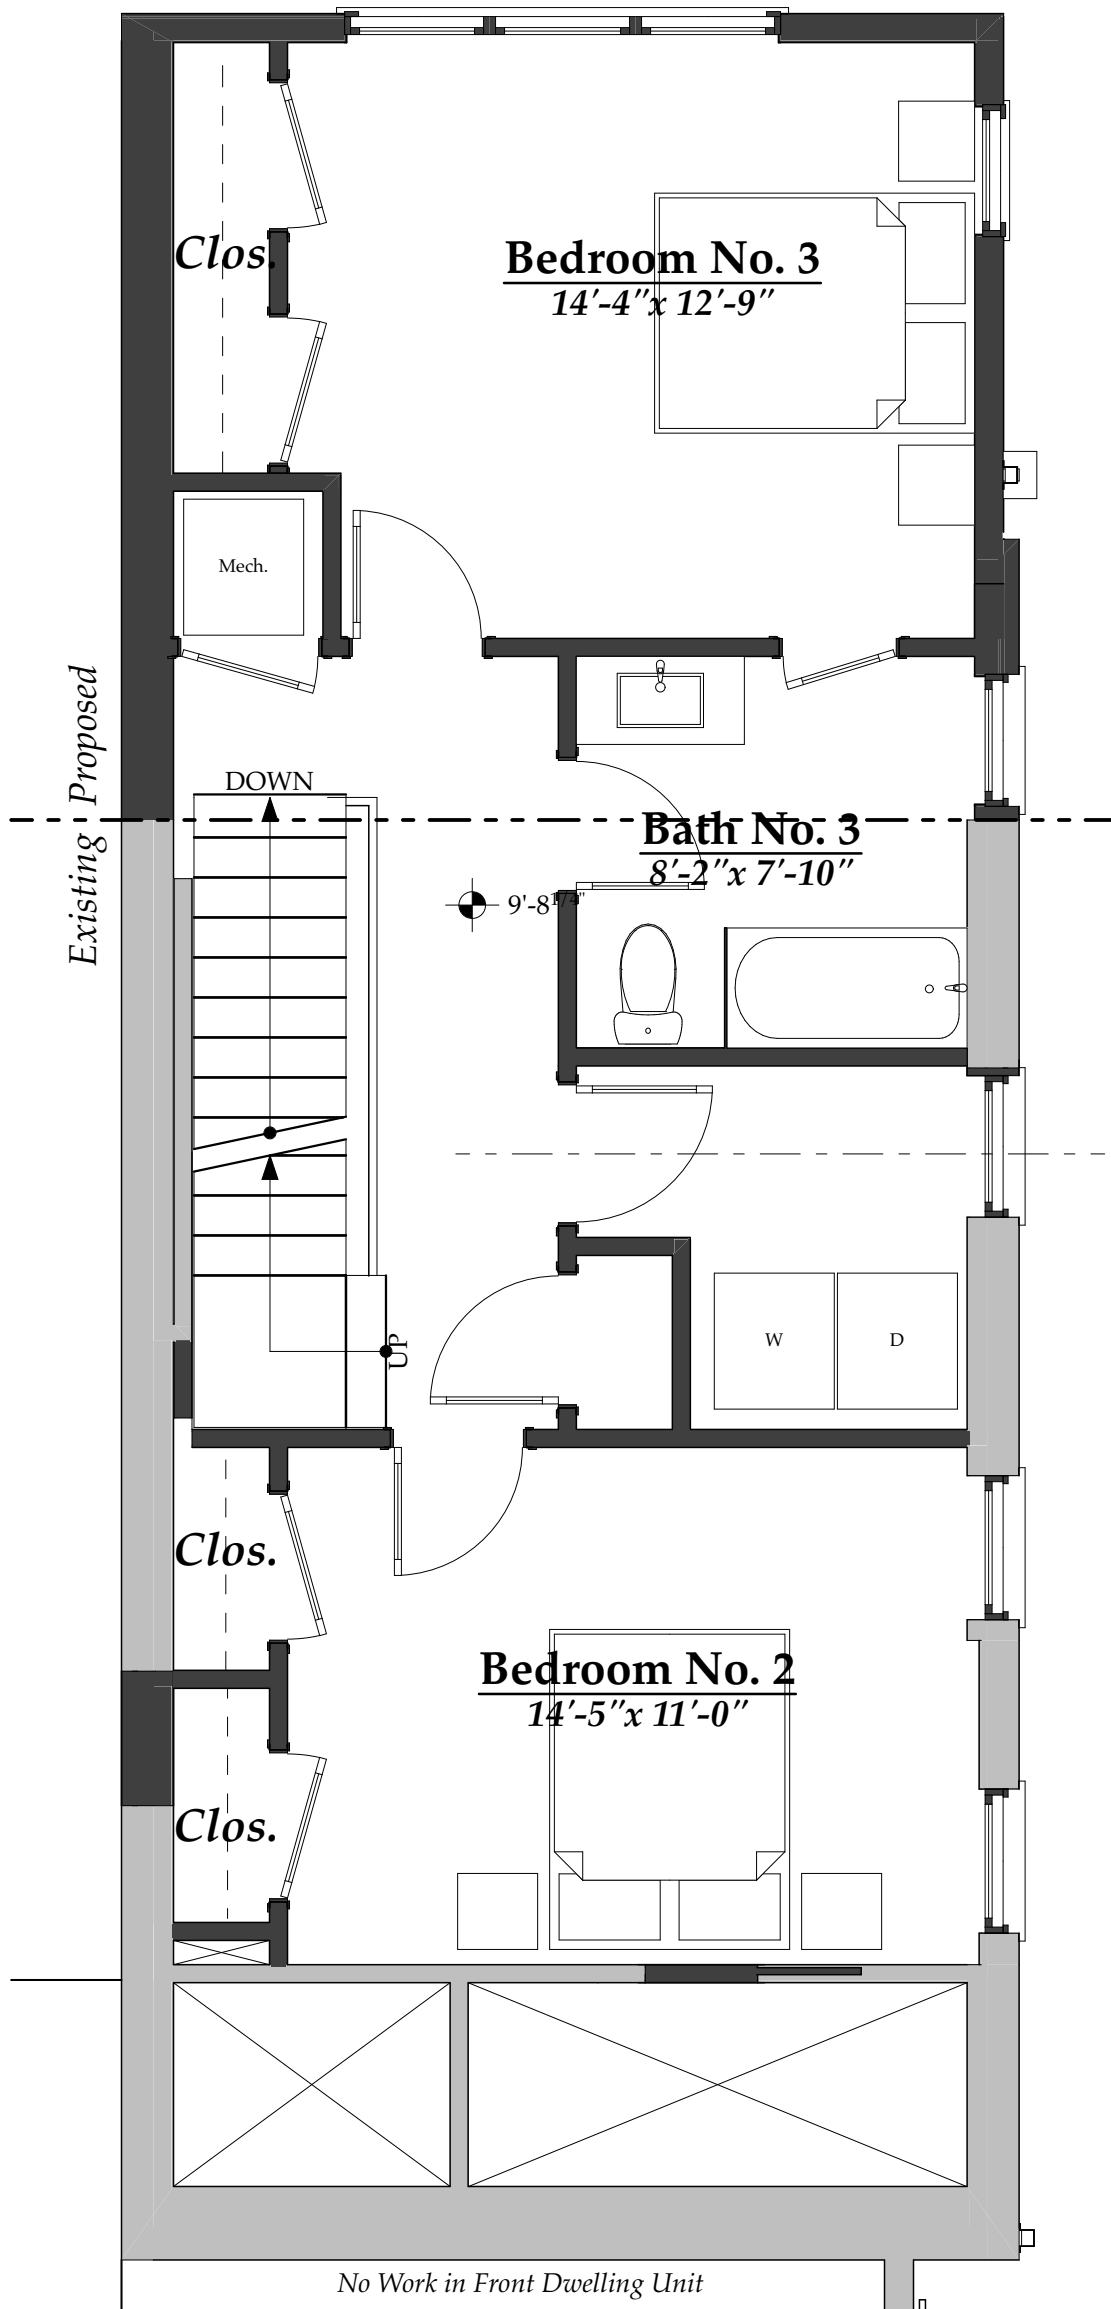 Clos.
Bedroom No. 3
14'-4"x 12'-9"
Mech.
Existing Proposed
DOWN
Bath No. 3
8'-2"x 7'-10"
9'-8 1/4"
UP
W
D
Clos.
Bedroom No. 2
14'-5"x 11'-0"
Clos.
No Work in Front Dwelling Unit